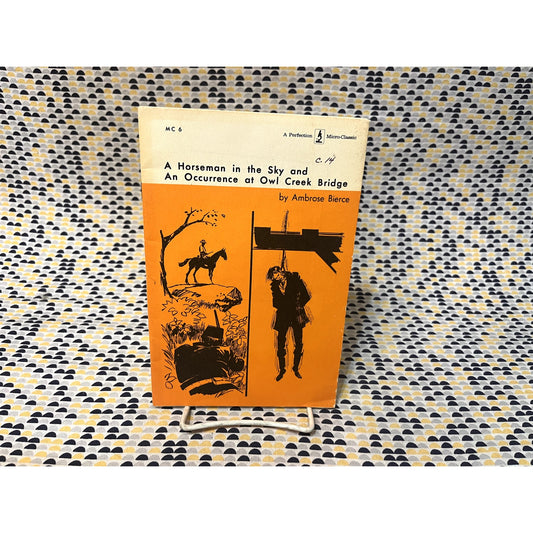 MC 6
A Perfection Micro-Classic
c. 14
A Horseman in the Sky and
An Occurrence at Owl Creek Bridge
by Ambrose Bierce